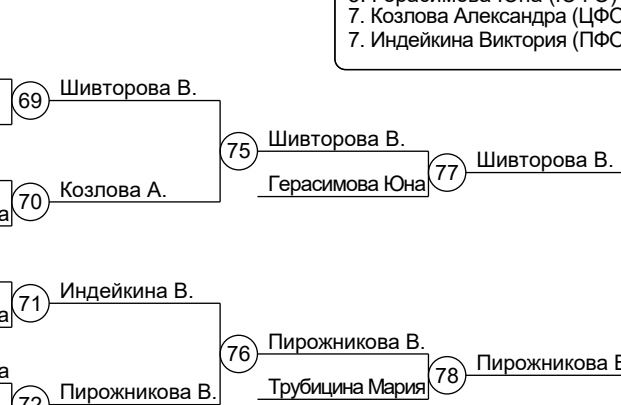 7. Козлова Александра (ЦФО
7. Индейкина Виктория (ПФО
69 Шивторова В.
75 Шивторова В.
77 Шивторова В.
Герасимова Юна
70 Козлова А.
а
71 Индейкина В.
а
76 Пирожникова В.
78 Пирожникова В
Трубицина Мария
а
72 Пирожникова В.